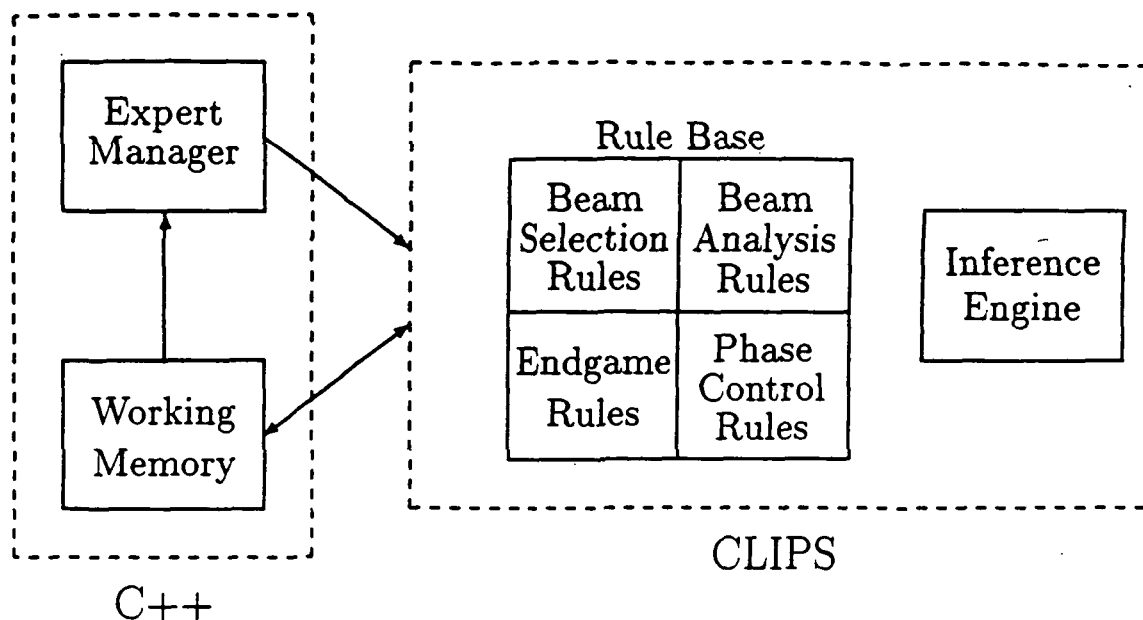 Expert
Manager
Working
Memory
C++
Rule Base
Beam
Selection
Rules
Beam
Analysis
Rules
Endgame
Rules
Phase
Control
Rules
Inference
Engine
CLIPS